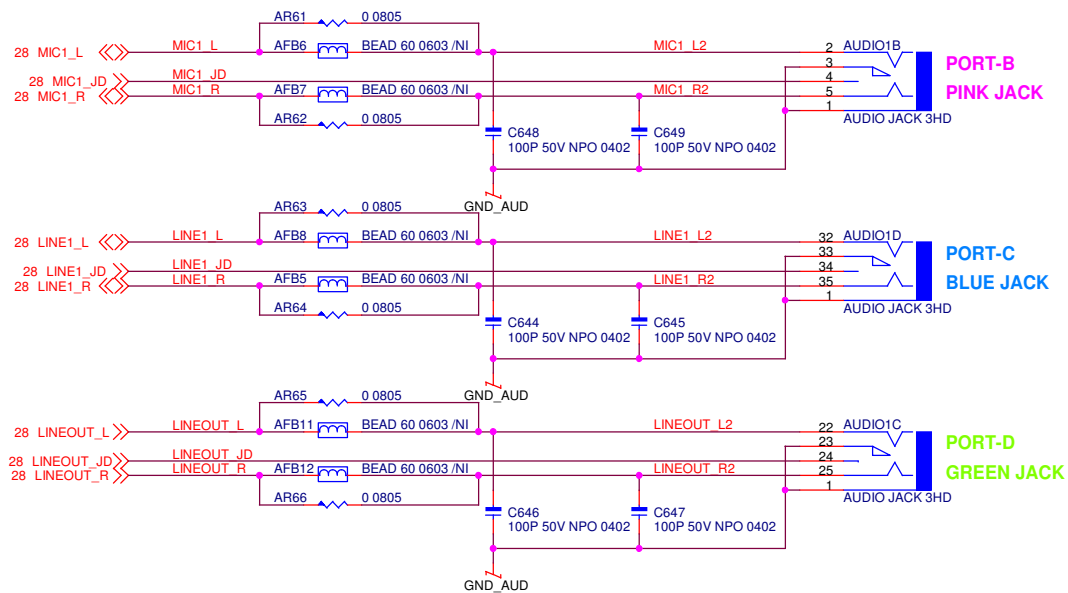 AR61 0 0805
28 MIC1_L MIC1_L AFB6 BEAD 60 0603 /NI MIC1_L2 2 AUDIO1B
3 PORT-B
28 MIC1_JD MIC1_JD 4
28 MIC1_R MIC1_R AFB7 BEAD 60 0603 /NI MIC1_R2 5 PINK JACK
1
AR62 0 0805 AUDIO JACK 3HD
C648 C649
100P 50V NPO 0402 100P 50V NPO 0402
GND_AUD
AR63 0 0805
28 LINE1_L LINE1_L AFB8 BEAD 60 0603 /NI LINE1_L2 32 AUDIO1D
33 PORT-C
28 LINE1_JD LINE1_JD 34
28 LINE1_R LINE1_R AFB5 BEAD 60 0603 /NI LINE1_R2 35 BLUE JACK
1
AR64 0 0805 AUDIO JACK 3HD
C644 C645
100P 50V NPO 0402 100P 50V NPO 0402
GND_AUD
AR65 0 0805
28 LINEOUT_L LINEOUT_L AFB11 BEAD 60 0603 /NI LINEOUT_L2 22 AUDIO1C
23 PORT-D
28 LINEOUT_JD LINEOUT_JD 24
28 LINEOUT_R LINEOUT_R AFB12 BEAD 60 0603 /NI LINEOUT_R2 25 GREEN JACK
1
AR66 0 0805 AUDIO JACK 3HD
C646 C647
100P 50V NPO 0402 100P 50V NPO 0402
GND_AUD